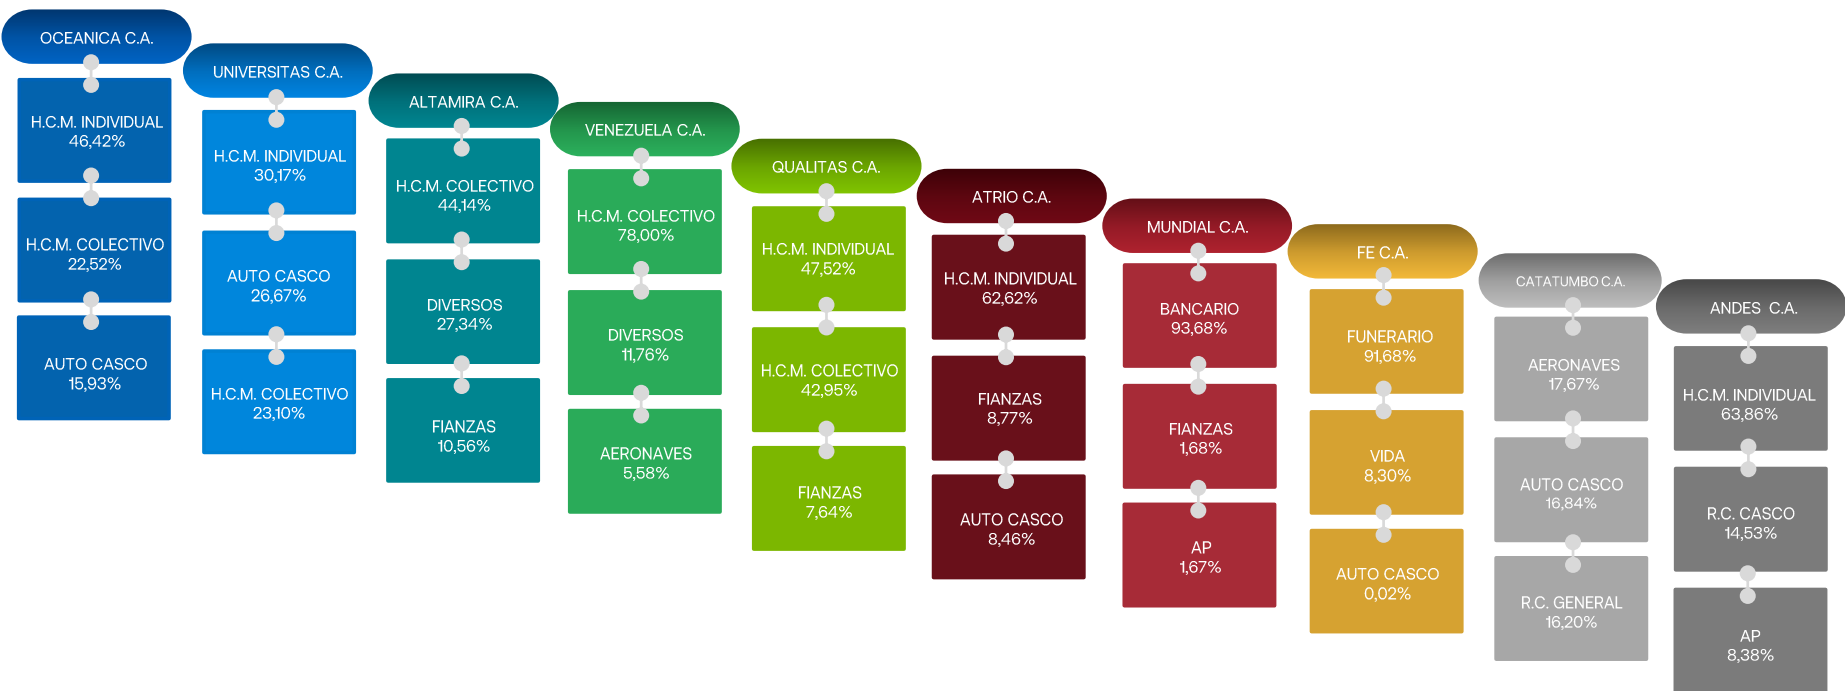 OCEANICA C.A.
H.C.M. INDIVIDUAL
46,42%
H.C.M. COLECTIVO
22,52%
AUTO CASCO
15,93%
UNIVERSITAS C.A.
H.C.M. INDIVIDUAL
30,17%
AUTO CASCO
26,67%
H.C.M. COLECTIVO
23,10%
ALTAMIRA C.A.
H.C.M. COLECTIVO
44,14%
DIVERSOS
27,34%
FIANZAS
10,56%
VENEZUELA C.A.
H.C.M. COLECTIVO
78,00%
DIVERSOS
11,76%
AERONAVES
5,58%
QUALITAS C.A.
H.C.M. INDIVIDUAL
47,52%
H.C.M. COLECTIVO
42,95%
FIANZAS
7,64%
ATRIO C.A.
H.C.M. INDIVIDUAL
62,62%
FIANZAS
8,77%
AUTO CASCO
8,46%
MUNDIAL C.A.
BANCARIO
93,68%
FIANZAS
1,68%
AP
1,67%
FE C.A.
FUNERARIO
91,68%
VIDA
8,30%
AUTO CASCO
0,02%
CATATUMBO C.A.
AERONAVES
17,67%
AUTO CASCO
16,84%
R.C. GENERAL
16,20%
ANDES C.A.
H.C.M. INDIVIDUAL
63,86%
R.C. CASCO
14,53%
AP
8,38%